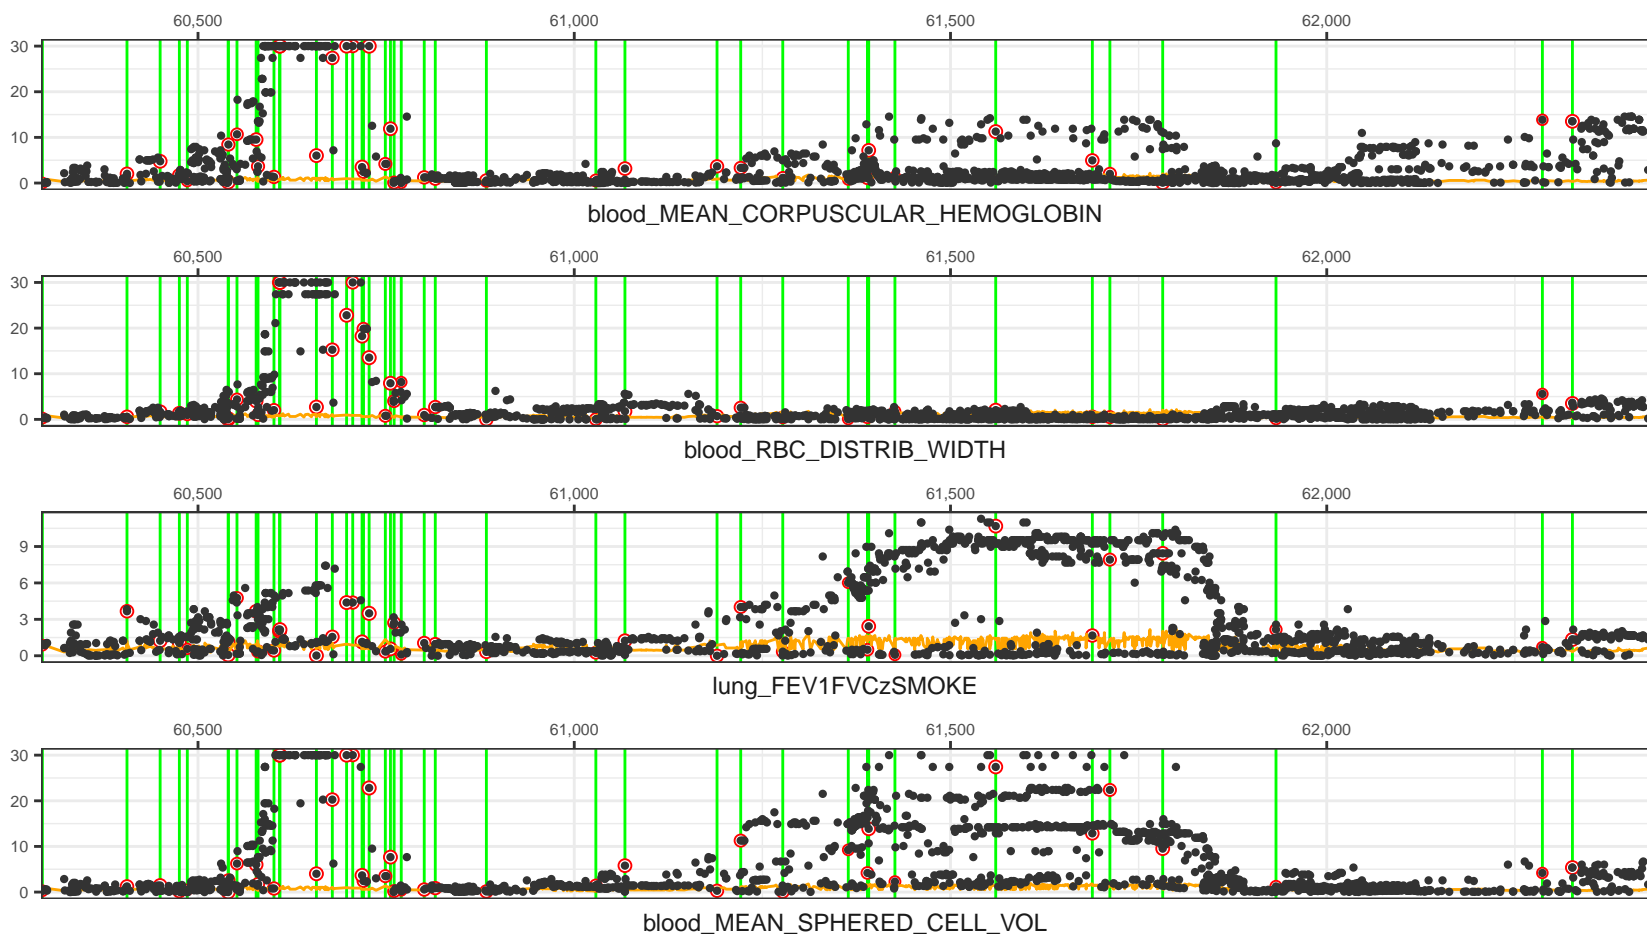 60,500 61,000 61,500 62,000
30
20
10
0
blood_MEAN_CORPUSCULAR_HEMOGLOBIN
60,500 61,000 61,500 62,000
30
20
10
0
blood_RBC_DISTRIB_WIDTH
60,500 61,000 61,500 62,000
9
6
3
0
lung_FEV1FVCzSMOKE
60,500 61,000 61,500 62,000
30
20
10
0
blood_MEAN_SPHERED_CELL_VOL